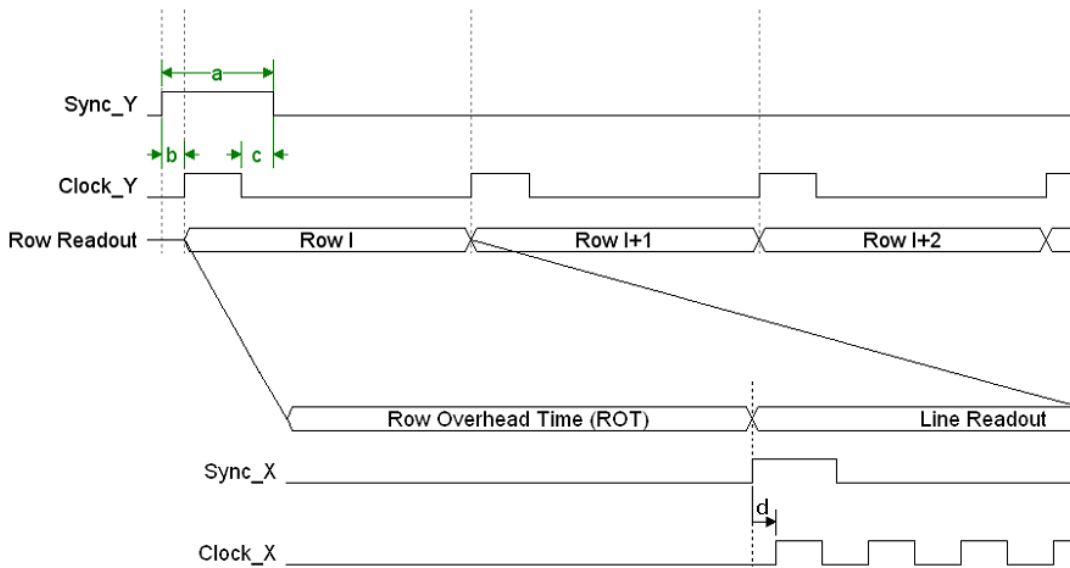 a
Sync_Y
b
c
Clock_Y
Row Readout
Row I
Row I+1
Row I+2
Row Overhead Time (ROT)
Line Readout
Sync_X
d
Clock_X